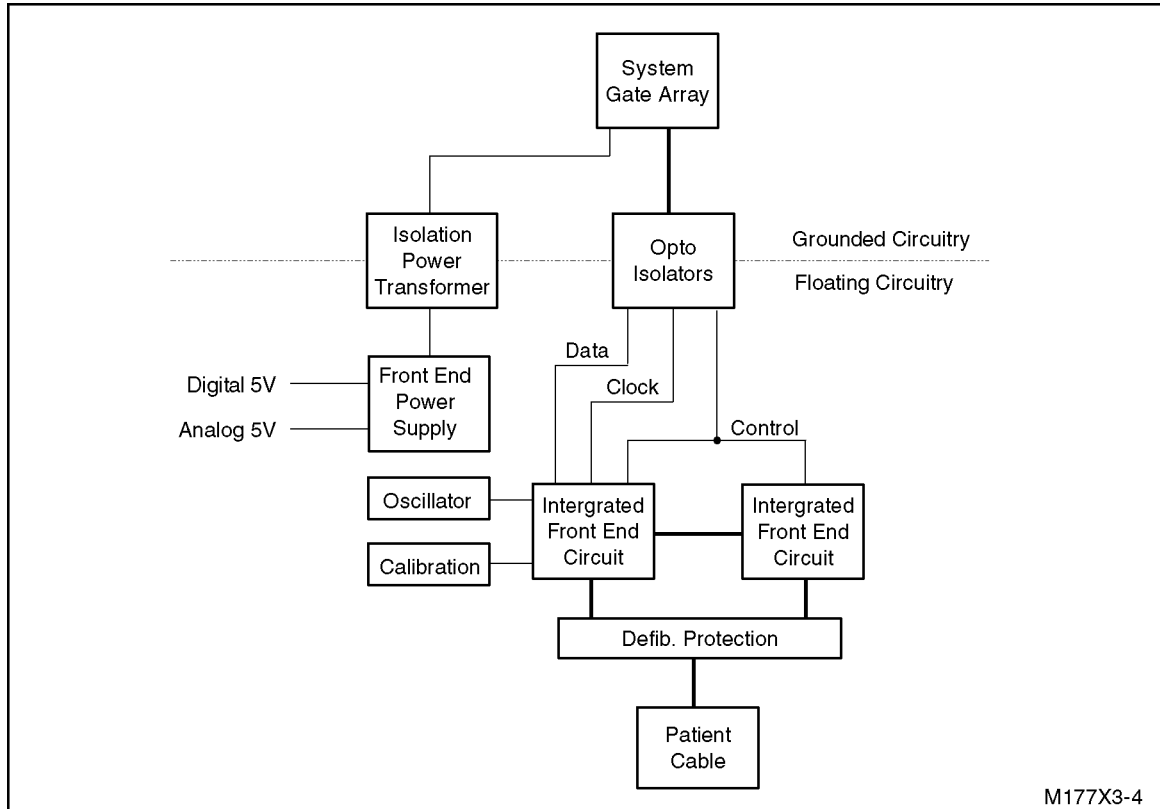 System
Gate Array
Isolation
Power
Transformer
Opto
Isolators
Grounded Circuitry
Floating Circuitry
Data
Clock
Control
Digital 5V
Analog 5V
Front End
Power
Supply
Oscillator
Calibration
Intergrated
Front End
Circuit
Intergrated
Front End
Circuit
Defib. Protection
Patient
Cable
M177X3-4